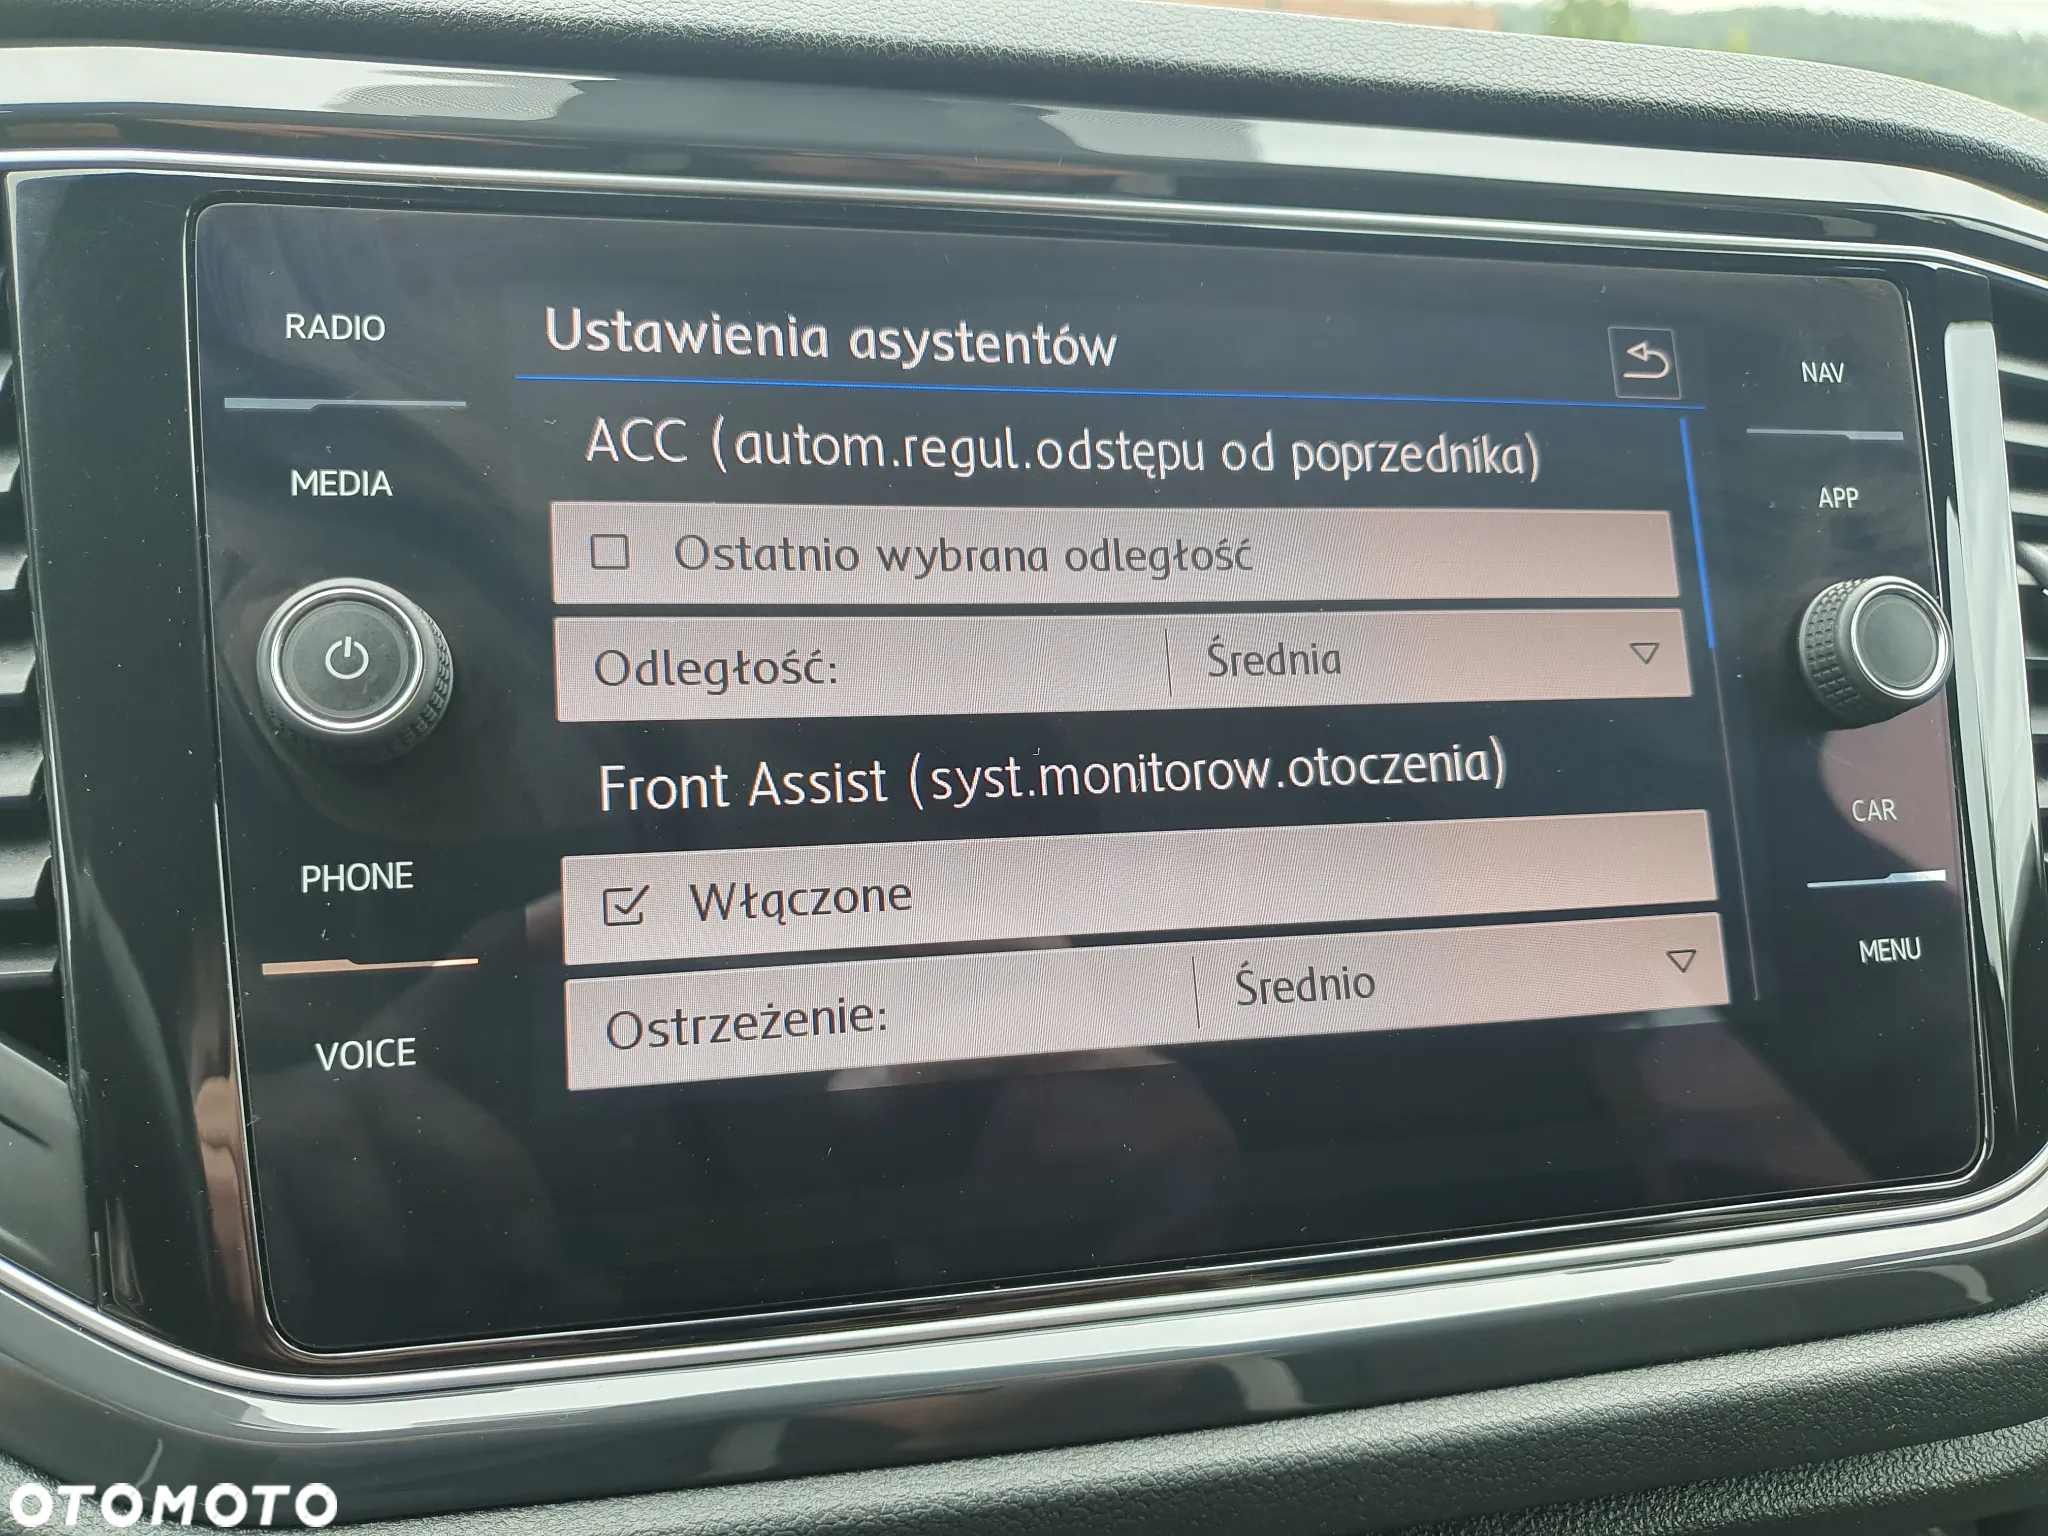 RADIO
MEDIA
PHONE
VOICE
Ustawienia asystentów
ACC (autom.regul.odstępu od poprzednika)
Ostatnio wybrana odległość
Odległość: Średnia
Front Assist (syst.monitorow.otoczenia)
Włączone
Ostrzeżenie: Średnio
NAV
APP
CAR
MENU
OTOMOTO